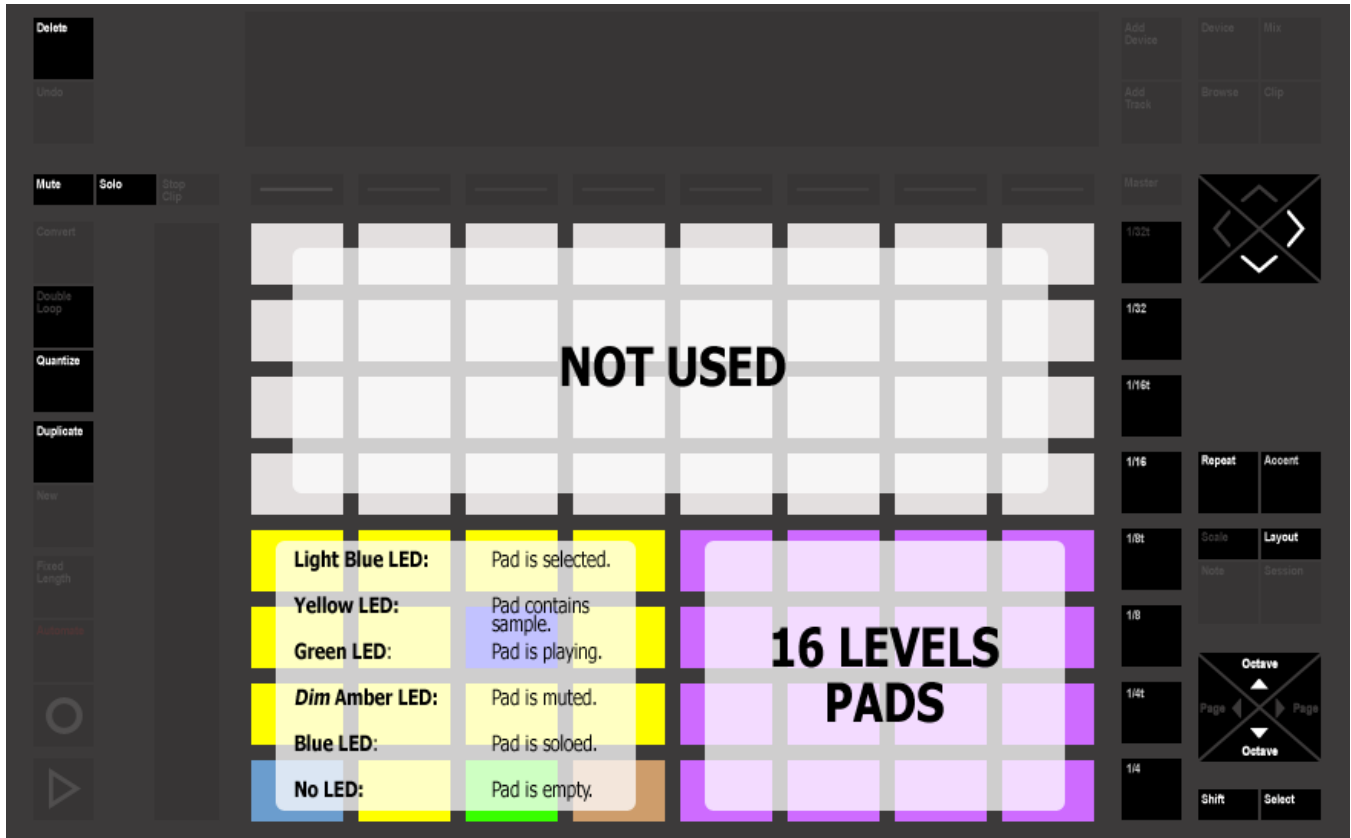 Delete
Add
Device
Device
Mix
Undo
Add
Track
Browse
Clip
Mute
Solo
Stop
Clip
Master
Convert
1/32t
Double
Loop
1/32
Quantize
NOT USED
1/16t
Duplicate
1/16
Repeat
Accent
New
Light Blue LED: Pad is selected.
1/8t
Scale
Layout
Fixed
Length
Note
Session
Yellow LED: Pad contains
sample.
1/8
Automate
Green LED: Pad is playing.
16 LEVELS
PADS
Octave
Dim Amber LED: Pad is muted.
1/4t
Page
Page
Blue LED: Pad is soloed.
Octave
No LED: Pad is empty.
1/4
Shift
Select